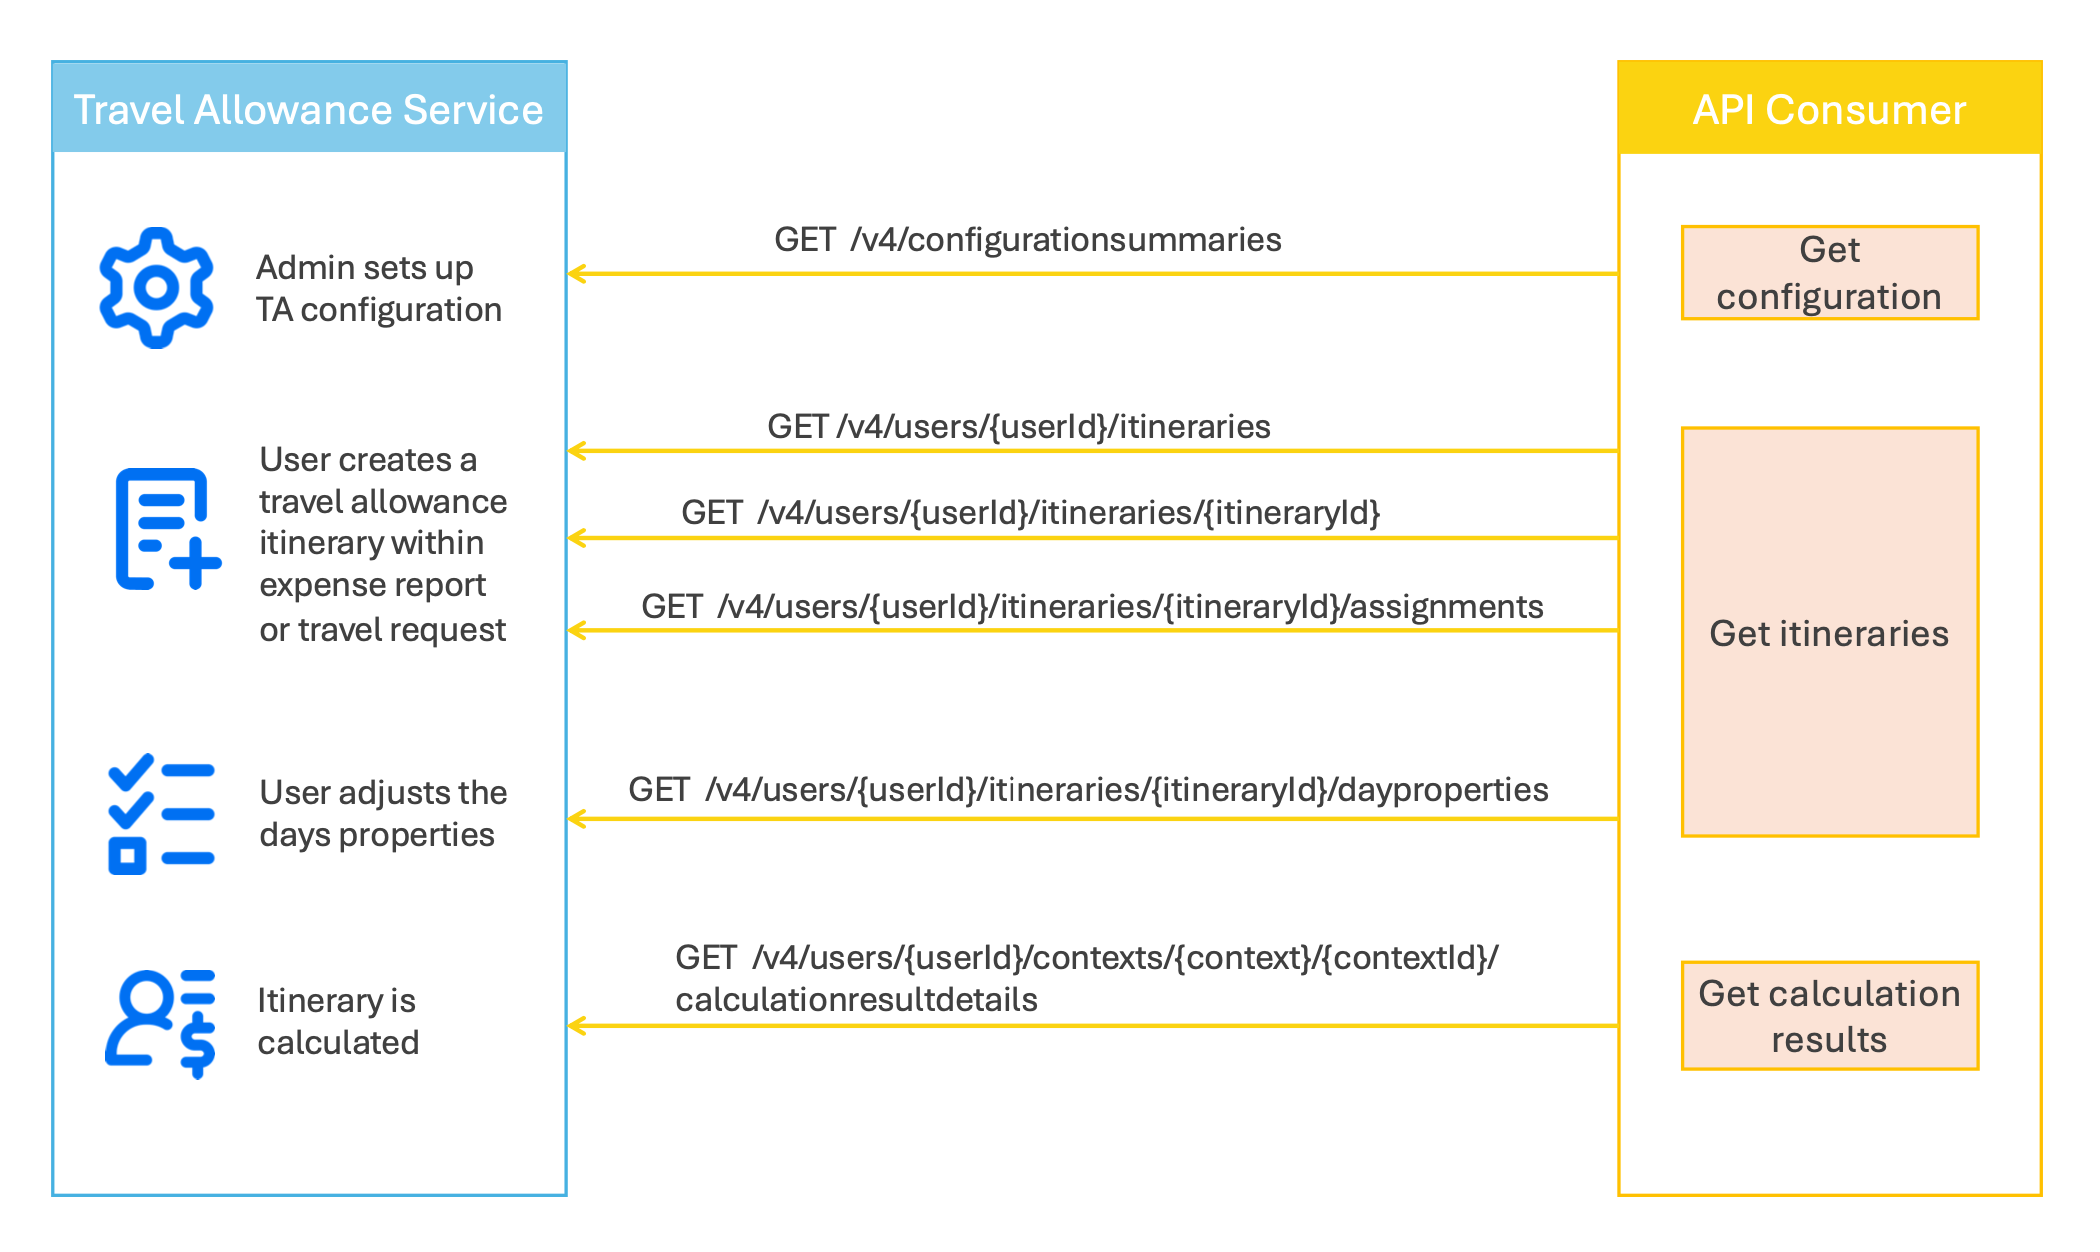 Travel Allowance Service
API Consumer
Admin sets up
TA configuration
GET /v4/configurationsummaries
Get
configuration
User creates a
travel allowance
itinerary within
expense report
or travel request
GET /v4/users/{userId}/itineraries
GET /v4/users/{userId}/itineraries/{itineraryId}
GET /v4/users/{userId}/itineraries/{itineraryId}/assignments
Get itineraries
User adjusts the
days properties
GET /v4/users/{userId}/itineraries/{itineraryId}/dayproperties
Itinerary is
calculated
GET /v4/users/{userId}/contexts/{context}/{contextId}/
calculationresultdetails
Get calculation
results